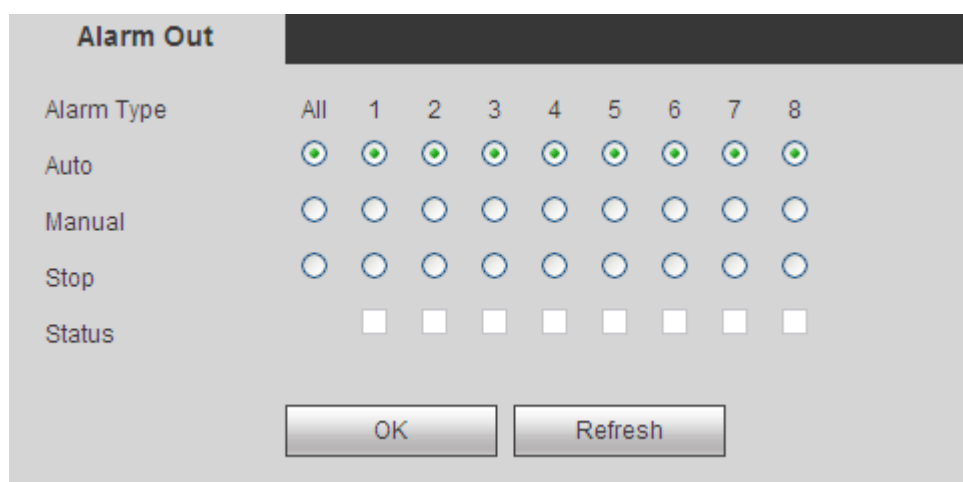 Alarm Out
Alarm Type All 1 2 3 4 5 6 7 8
Auto
Manual
Stop
Status
OK Refresh